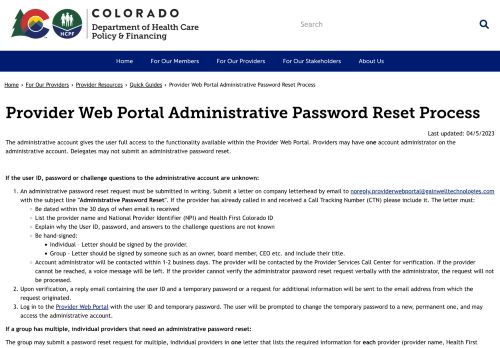 COLORADO
Department of Health Care
Policy & Financing
HCPF
Search
Home For Our Members For Our Providers For Our Stakeholders About Us
Home › For Our Providers › Provider Resources › Quick Guides › Provider Web Portal Administrative Password Reset Process
Provider Web Portal Administrative Password Reset Process
Last updated: 04/5/2023
The administrative account gives the user full access to the functionality available within the Provider Web Portal. Providers may have one account administrator on the
administrative account. Delegates may not submit an administrative password reset.
If the user ID, password or challenge questions to the administrative account are unknown:
1. An administrative password reset request must be submitted in writing. Submit a letter on company letterhead by email to noreply.providerwebportal@gainwelltechnologies.com
with the subject line "Administrative Password Reset". If the provider has already called in and received a Call Tracking Number (CTN) please include it. The letter must:
Be dated within the 30 days of when email is received
List the provider name and National Provider Identifier (NPI) and Health First Colorado ID
Explain why the User ID, password, and answers to the challenge questions are not known
Be hand-signed:
Individual – Letter should be signed by the provider.
Group - Letter should be signed by someone such as an owner, board member, CEO etc. and include their title.
Account administrator will be contacted within 1-2 business days. The provider will be contacted by the Provider Services Call Center for verification. If the provider
cannot be reached, a voice message will be left. If the provider cannot verify the administrator password reset request verbally with the administrator, the request will not
be processed.
2. Upon verification, a reply email containing the user ID and a temporary password or a request for additional information will be sent to the email address from which the
request originated.
3. Log in to the Provider Web Portal with the user ID and temporary password. The user will be prompted to change the temporary password to a new, permanent one, and may
access the administrative account.
If a group has multiple, individual providers that need an administrative password reset:
The group may submit a password reset request for multiple, individual providers in one letter that lists the required information for each provider (provider name, Health First